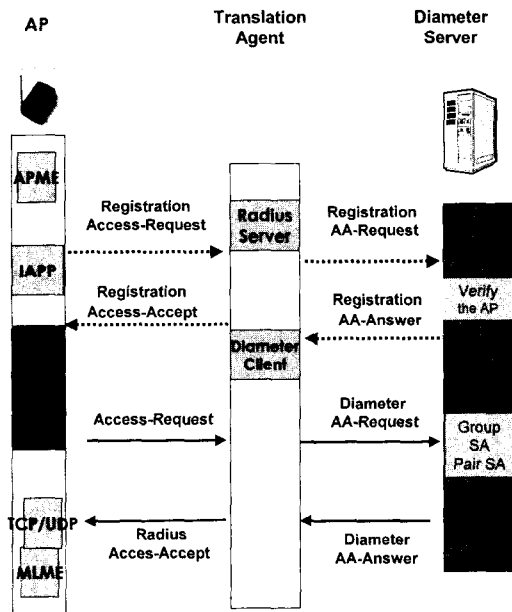 AP
Translation
Agent
Diameter
Server
APME
Registration
Access-Request
Radius
Server
Registration
AA-Request
IAPP
Registration
Access-Accept
Registration
AA-Answer
Verify
the AP
Diameter
Client
Access-Request
Diameter
AA-Request
Group
SA
Pair SA
TCP/UDP
Radius
Acces-Accept
Diameter
AA-Answer
MLME